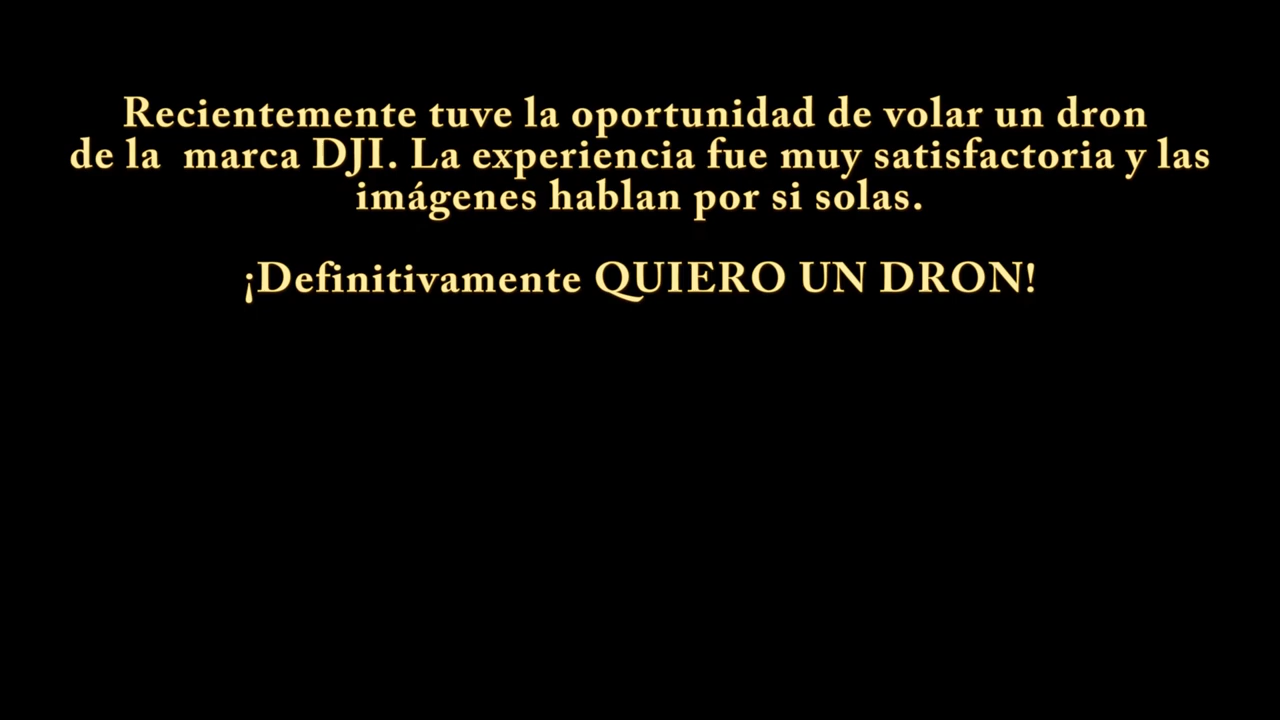 Recientemente tuve la oportunidad de volar un dron
de la  marca DJI. La experiencia fue muy satisfactoria y las
imágenes hablan por si solas.
¡Definitivamente QUIERO UN DRON!